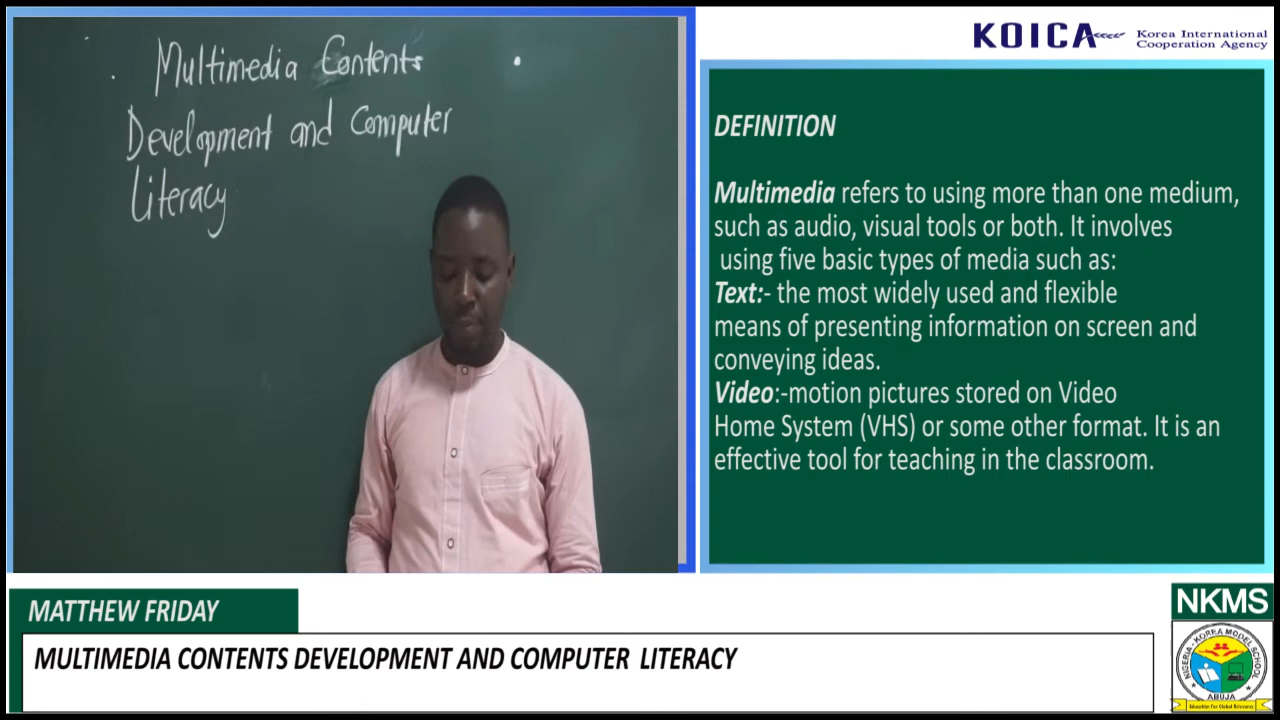 Multimedia Contents
Development and Computer
Literacy
KOICA
Korea International
Cooperation Agency
DEFINITION
Multimedia refers to using more than one medium,
such as audio, visual tools or both. It involves
using five basic types of media such as:
Text:- the most widely used and flexible
means of presenting information on screen and
conveying ideas.
Video:-motion pictures stored on Video
Home System (VHS) or some other format. It is an
effective tool for teaching in the classroom.
MATTHEW FRIDAY
MULTIMEDIA CONTENTS DEVELOPMENT AND COMPUTER LITERACY
NKMS
NIGERIA - KOREA MODEL SCHOOL
ABUJA
Education For Global Relevance